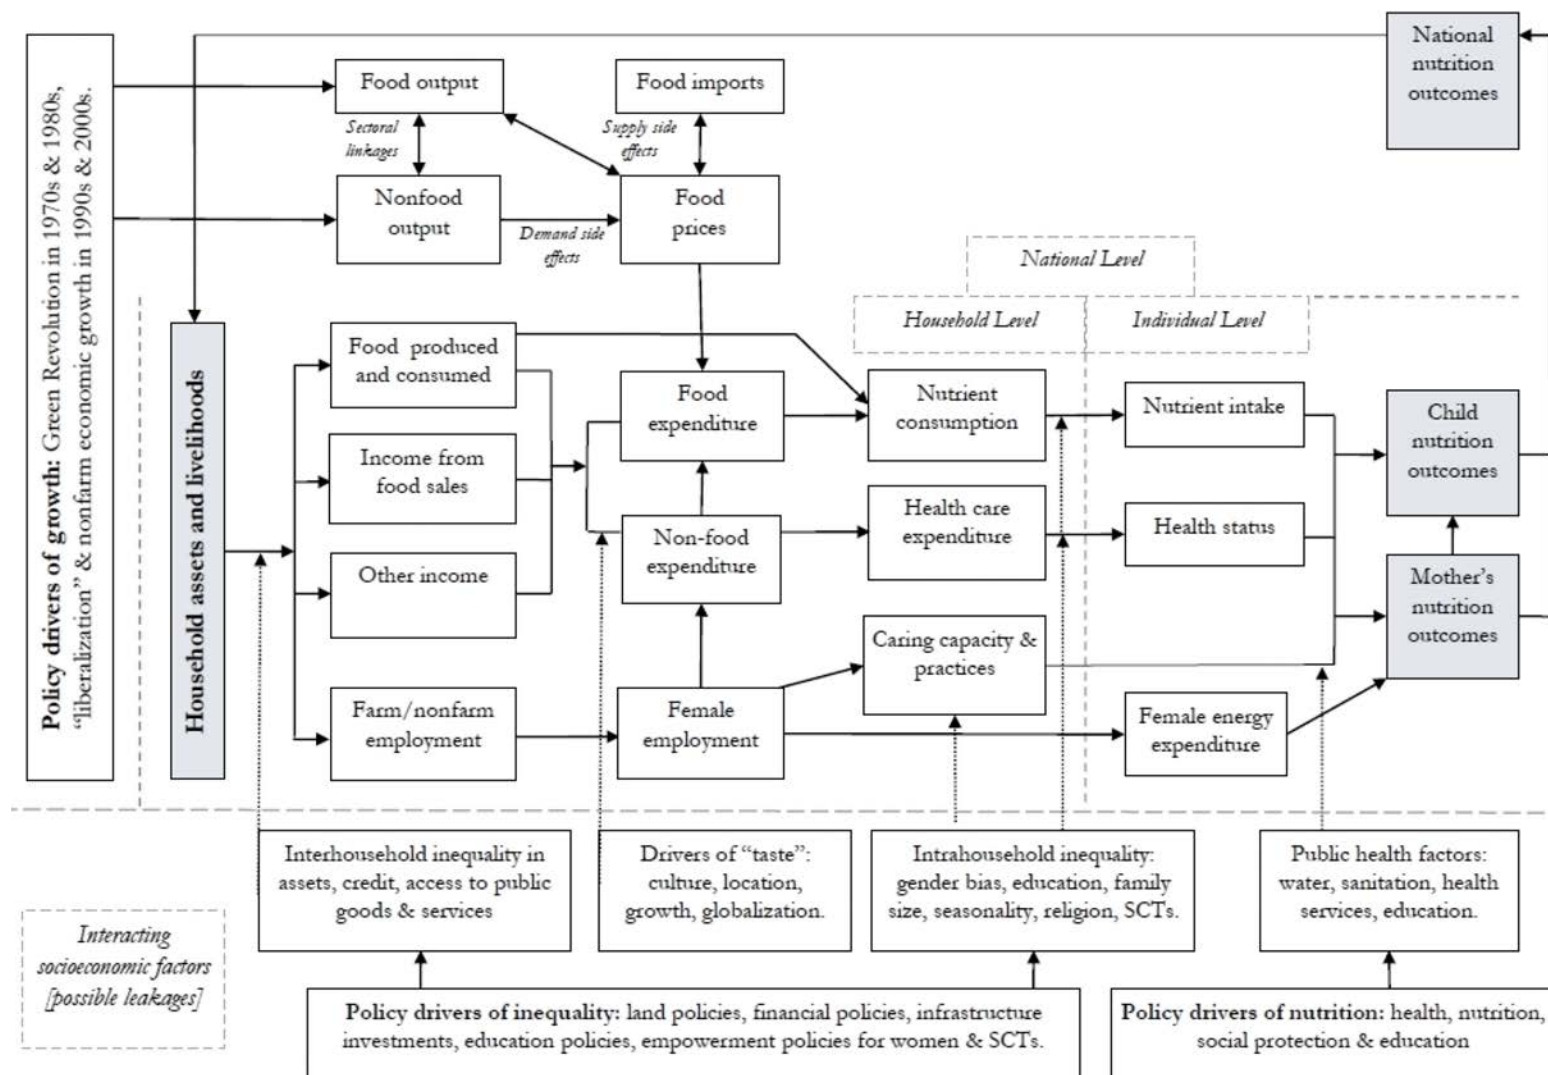 Policy drivers of growth: Green Revolution in 1970s & 1980s,
"liberalization" & nonfarm economic growth in 1990s & 2000s.
Food output
Food imports
National
nutrition
outcomes
Sectoral
linkages
Supply side
effects
Nonfood
output
Demand side
effects
Food
prices
National Level
Household Level
Individual Level
Household assets and livelihoods
Food produced
and consumed
Food
expenditure
Nutrient
consumption
Nutrient intake
Child
nutrition
outcomes
Income from
food sales
Non-food
expenditure
Health care
expenditure
Health status
Other income
Mother's
nutrition
outcomes
Caring capacity &
practices
Farm/nonfarm
employment
Female
employment
Female energy
expenditure
Interhousehold inequality in
assets, credit, access to public
goods & services
Drivers of "taste":
culture, location,
growth, globalization.
Intrahousehold inequality:
gender bias, education, family
size, seasonality, religion, SCTs.
Public health factors:
water, sanitation, health
services, education.
Interacting
socioeconomic factors
[possible leakages]
Policy drivers of inequality: land policies, financial policies, infrastructure
investments, education policies, empowerment policies for women & SCTs.
Policy drivers of nutrition: health, nutrition,
social protection & education